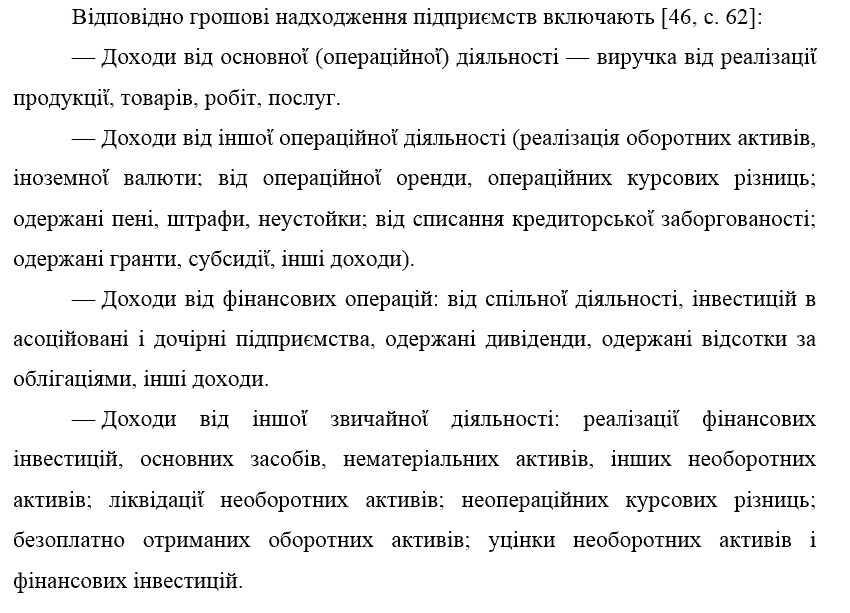 Відповідно грошові надходження підприємств включають [46, с. 62]:
— Доходи від основної (операційної) діяльності — виручка від реалізації
продукції, товарів, робіт, послуг.
— Доходи від іншої операційної діяльності (реалізація оборотних активів,
іноземної валюти; від операційної оренди, операційних курсових різниць;
одержані пені, штрафи, неустойки; від списання кредиторської заборгованості;
одержані гранти, субсидії, інші доходи).
— Доходи від фінансових операцій: від спільної діяльності, інвестицій в
асоційовані і дочірні підприємства, одержані дивіденди, одержані відсотки за
облігаціями, інші доходи.
— Доходи від іншої звичайної діяльності: реалізації фінансових
інвестицій, основних засобів, нематеріальних активів, інших необоротних
активів; ліквідації необоротних активів; неопераційних курсових різниць;
безоплатно отриманих оборотних активів; уцінки необоротних активів і
фінансових інвестицій.